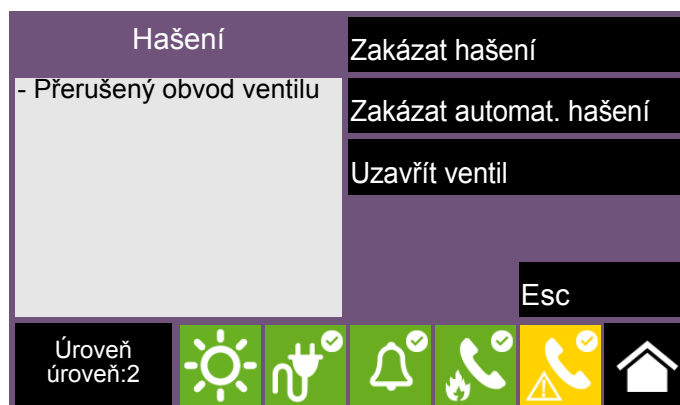 Hašení
- Přerušený obvod ventilu
Zakázat hašení
Zakázat automat. hašení
Uzavřít ventil
Esc
Úroveň
úroveň:2